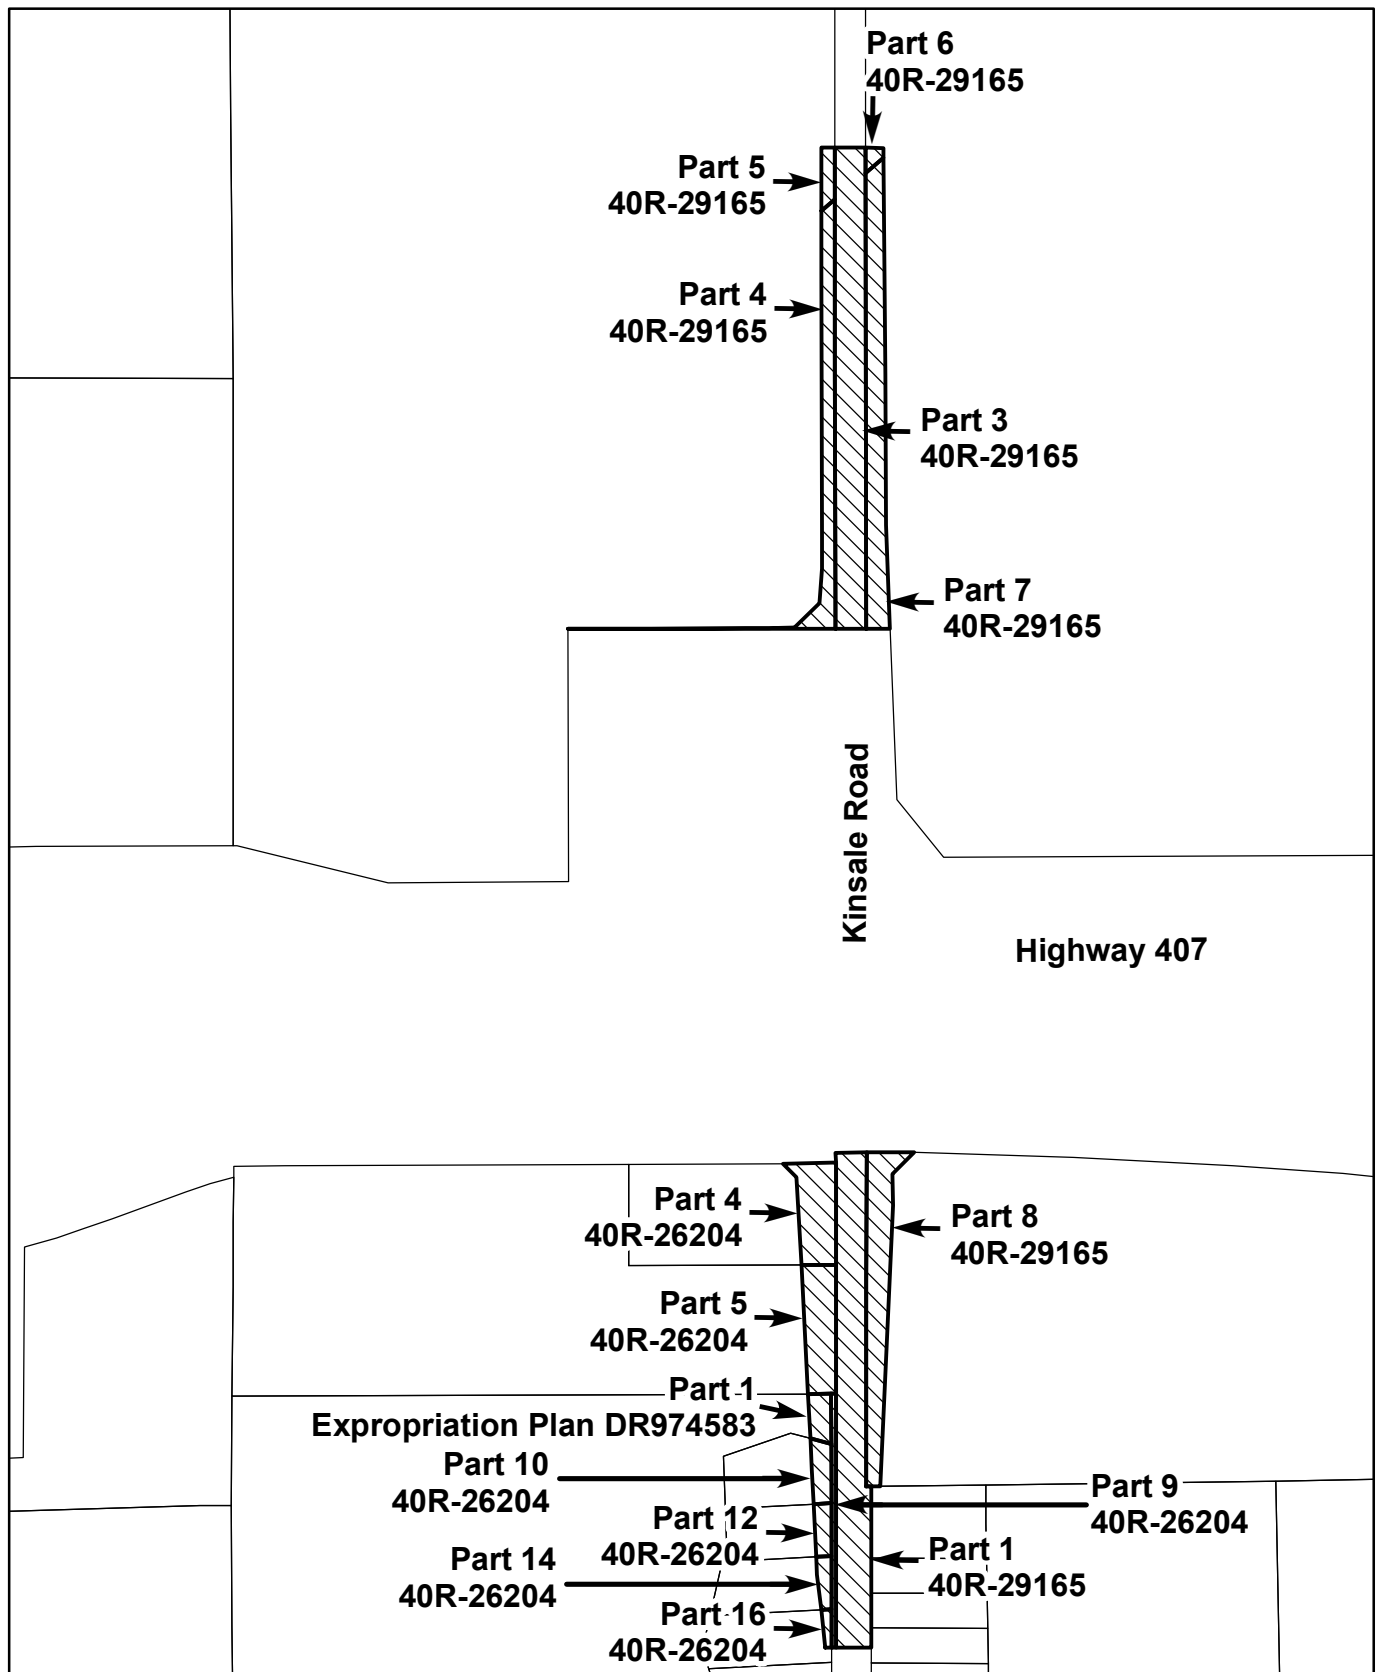 Part 6
40R-29165
Part 5
40R-29165
Part 4
40R-29165
Part 3
40R-29165
Part 7
40R-29165
Kinsale Road
Highway 407
Part 4
40R-26204
Part 8
40R-29165
Part 5
40R-26204
Part 1
Expropriation Plan DR974583
Part 10
40R-26204
Part 9
40R-26204
Part 12
40R-26204
Part 1
40R-29165
Part 14
40R-26204
Part 16
40R-26204